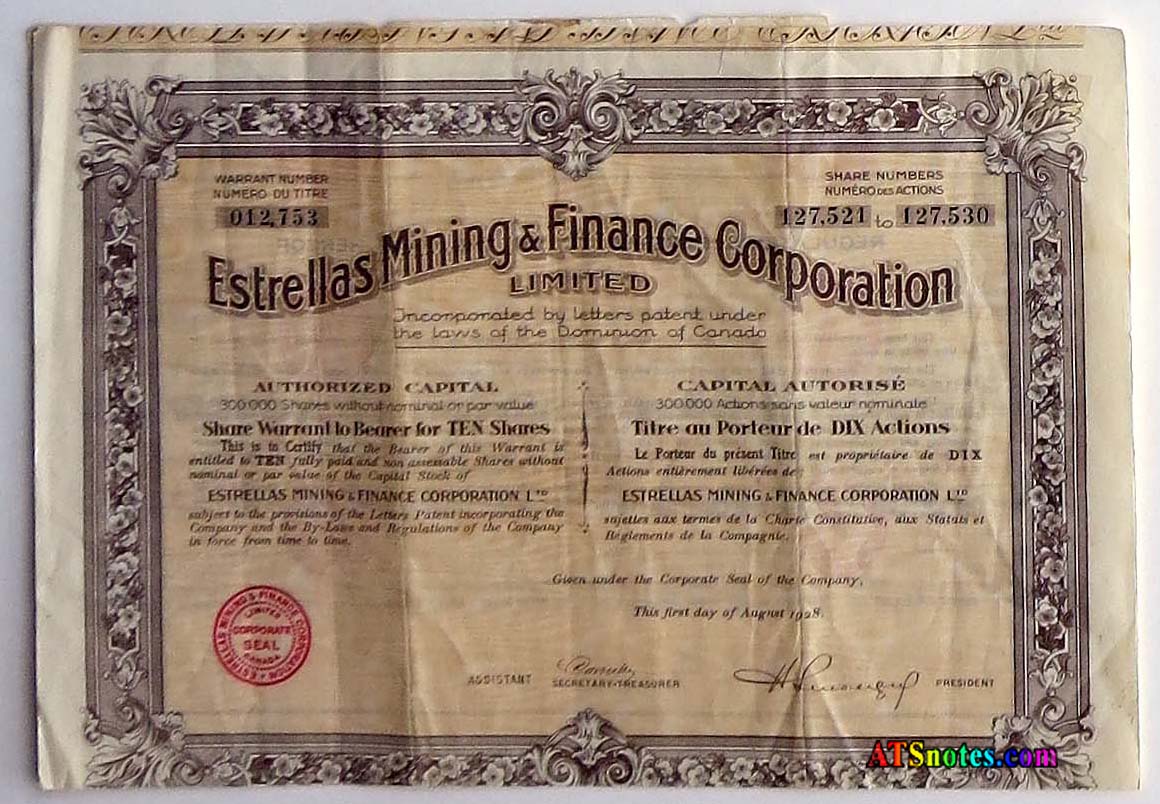 WARRANT NUMBER
NUMÉRO DU TITRE
012,753
SHARE NUMBERS
NUMÉRO DES ACTIONS
127,521 to 127,530
Estrellas Mining & Finance Corporation
LIMITED
Incorporated by letters patent under
the laws of the Dominion of Canada
AUTHORIZED CAPITAL
300.000 Shares without nominal or par value
Share Warrant to Bearer for TEN Shares
This is to Certify that the Bearer of this Warrant is
entitled to TEN fully paid and non assessable Shares without
nominal or par value of the Capital Stock of
ESTRELLAS MINING & FINANCE CORPORATION LTD
subject to the provisions of the Letters Patent incorporating the
Company and the By-Laws and Regulations of the Company
in force from time to time.
CAPITAL AUTORISÉ
300.000 Actions sans valeur nominale
Titre au Porteur de DIX Actions
Le Porteur du présent Titre est propriétaire de DIX
Actions entièrement libérées de:
ESTRELLAS MINING & FINANCE CORPORATION LTD
sujettes aux termes de la Charte Constitutive, aux Statuts et
Règlements de la Compagnie.
Given under the Corporate Seal of the Company,
This first day of August 1928.
ESTRELLAS MINING & FINANCE CORPORATION
LIMITED
CORPORATE
SEAL
CANADA
ASSISTANT SECRETARY-TREASURER
PRESIDENT
ATSnotes.com